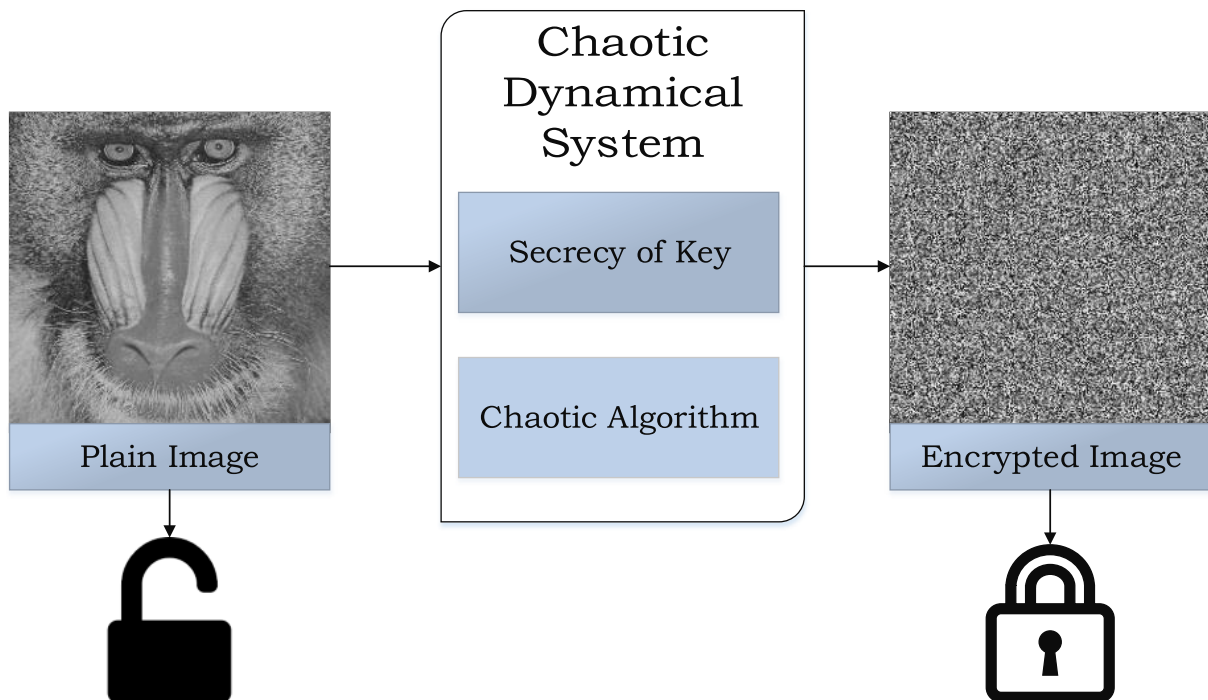 Chaotic
Dynamical
System
Secrecy of Key
Chaotic Algorithm
Plain Image
Encrypted Image